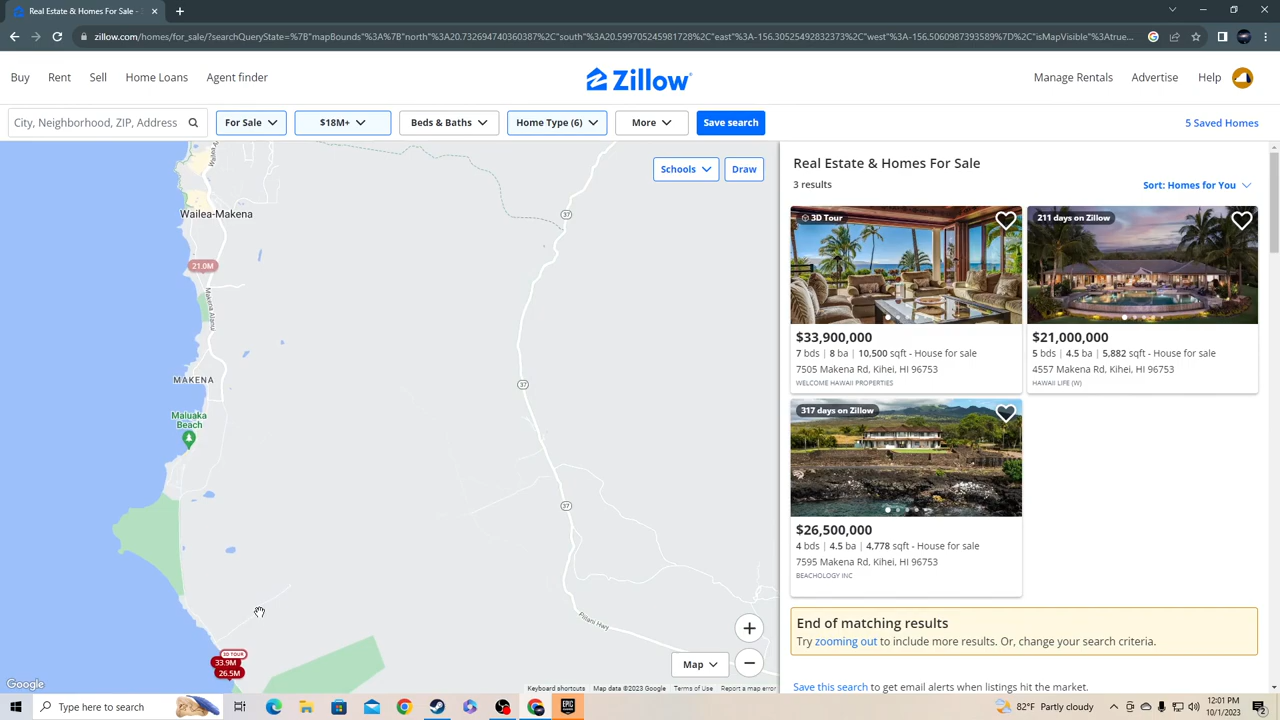 Real Estate & Homes For Sale -
zillow.com/homes/for_sale/?searchQueryState=%7B"mapBounds"%3A%7B"north"%3A20.732694740360387%2C"south"%3A20.599705245981728%2C"east"%3A-156.30525492832373%2C"west"%3A-156.5060987393589%7D%2C"isMapVisible"%3Atrue...
Buy Rent Sell Home Loans Agent finder Zillow Manage Rentals Advertise Help
City, Neighborhood, ZIP, Address For Sale $18M+ Beds & Baths Home Type (6) More Save search 5 Saved Homes
Schools Draw
Wailea-Makena
37
21.0M
Makena Alanui
MAKENA
37
Maluaka
Beach
37
Piilani Hwy
3D TOUR
33.9M
26.5M
Map
Google
Keyboard shortcuts Map data ©2023 Google Terms of Use Report a map error
Real Estate & Homes For Sale
3 results
Sort: Homes for You
3D Tour
$33,900,000
7 bds | 8 ba | 10,500 sqft - House for sale
7505 Makena Rd, Kihei, HI 96753
WELCOME HAWAII PROPERTIES
211 days on Zillow
$21,000,000
5 bds | 4.5 ba | 5,882 sqft - House for sale
4557 Makena Rd, Kihei, HI 96753
HAWAII LIFE (W)
317 days on Zillow
$26,500,000
4 bds | 4.5 ba | 4,778 sqft - House for sale
7595 Makena Rd, Kihei, HI 96753
BEACHOLOGY INC
End of matching results
Try zooming out to include more results. Or, change your search criteria.
Save this search to get email alerts when listings hit the market.
Type here to search
EPIC
82°F Partly cloudy
12:01 PM
10/1/2023
2